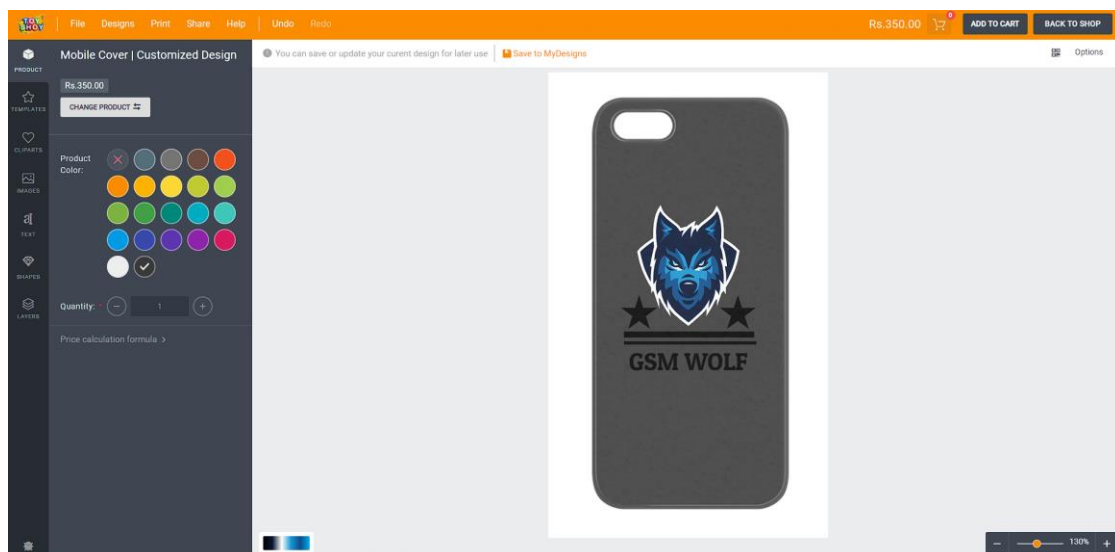 TOY
SHOT
File
Designs
Print
Share
Help
Undo
Redo
Rs.350.00
0
ADD TO CART
BACK TO SHOP
PRODUCT
TEMPLATES
CLIPARTS
IMAGES
TEXT
SHAPES
LAYERS
Mobile Cover | Customized Design
Rs.350.00
CHANGE PRODUCT
Product
Color:
Quantity: *
1
Price calculation formula
You can save or update your curent design for later use
Save to MyDesigns
Options
GSM WOLF
130%